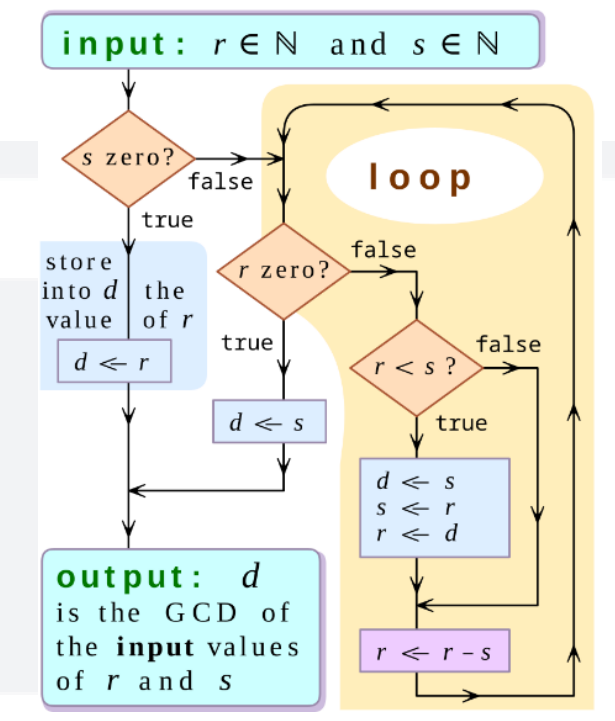 input: r ∈ ℕ and s ∈ ℕ
s zero?
false
true
loop
store
into d the
value of r
d ← r
r zero?
false
true
d ← s
r < s ?
false
true
d ← s
s ← r
r ← d
r ← r - s
output: d
is the GCD of
the input values
of r and s